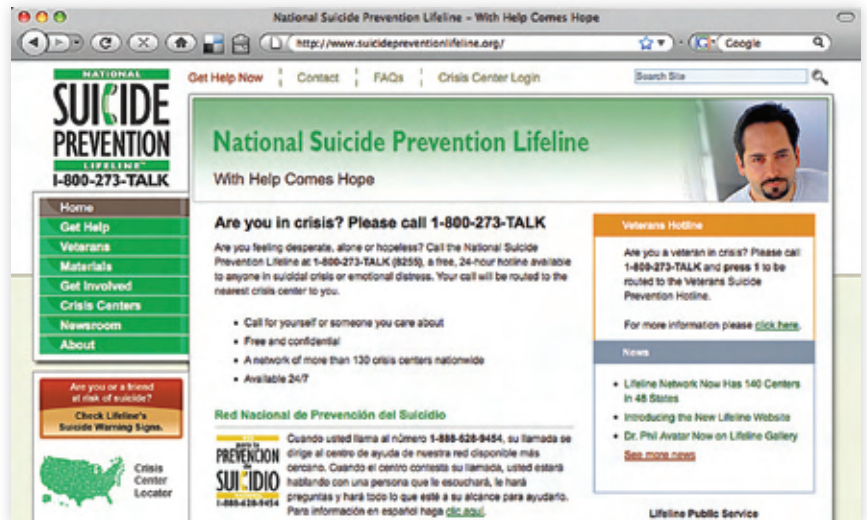 National Suicide Prevention Lifeline – With Help Comes Hope
http://www.suicidepreventionlifeline.org/
Google
NATIONAL
SUICIDE
PREVENTION
LIFELINE™
1-800-273-TALK
Get Help Now
Contact
FAQs
Crisis Center Login
Search Site
National Suicide Prevention Lifeline
With Help Comes Hope
Home
Get Help
Veterans
Materials
Get Involved
Crisis Centers
Newsroom
About
Are you or a friend
at risk of suicide?
Check Lifeline's
Suicide Warning Signs.
Crisis
Center
Locator
Are you in crisis? Please call 1-800-273-TALK
Are you feeling desperate, alone or hopeless? Call the National Suicide
Prevention Lifeline at 1-800-273-TALK (8255), a free, 24-hour hotline available
to anyone in suicidal crisis or emotional distress. Your call will be routed to the
nearest crisis center to you.
• Call for yourself or someone you care about
• Free and confidential
• A network of more than 130 crisis centers nationwide
• Available 24/7
Red Nacional de Prevención del Suicidio
PREVENCION
SUICIDIO
1-888-628-9454
Cuando usted llama al número 1-888-628-9454, su llamada se
dirige al centro de ayuda de nuestra red disponible más
cercano. Cuando el centro contesta su llamada, usted estará
hablando con una persona que le escuchará, le hará
preguntas y hará todo lo que esté a su alcance para ayudarlo.
Para información en español haga clic aquí.
Veterans Hotline
Are you a veteran in crisis? Please call
1-800-273-TALK and press 1 to be
routed to the Veterans Suicide
Prevention Hotline.
For more information please click here.
News
• Lifeline Network Now Has 140 Centers
in 48 States
• Introducing the New Lifeline Website
• Dr. Phil Avatar Now on Lifeline Gallery
See more news
Lifeline Public Service